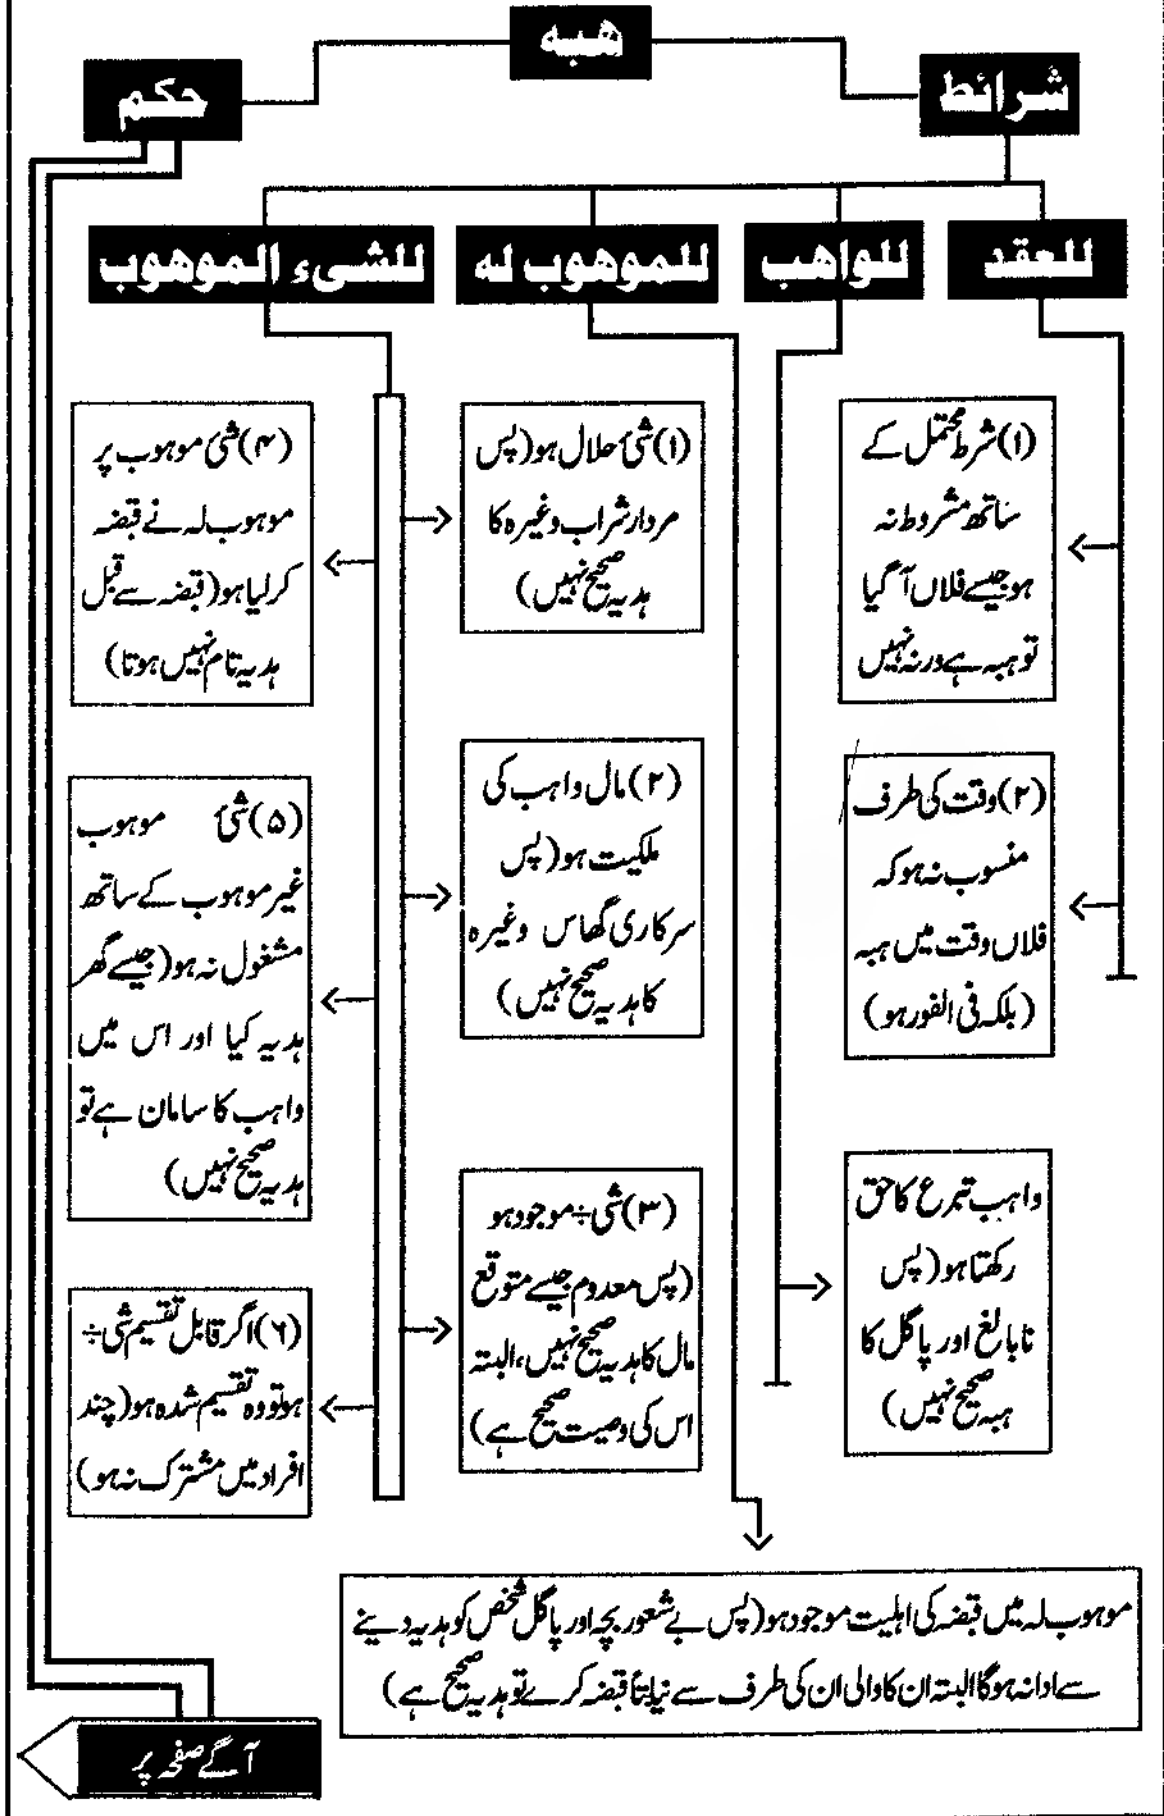 هبه
شرائط
حکم
للعقد
للواهب
للموهوب له
للشیء الموهوب
(۱) شرط محتمل کے
ساتھ مشروط نہ
ہو جیسے فلاں آ گیا
تو ہبہ ہے ورنہ نہیں
(۲) وقت کی طرف
منسوب نہ ہو کہ
فلاں وقت میں ہبہ
(بلکہ فی الفور ہو)
واہب تبرع کا حق
رکھتا ہو (پس
نابالغ اور پاگل کا
ہبہ صحیح نہیں)
(۱) شئ حلال ہو (پس
مردار شراب وغیرہ کا
ہدیہ صحیح نہیں)
(۲) مال واہب کی
ملکیت ہو (پس
سرکاری گھاس وغیرہ
کا ہدیہ صحیح نہیں)
(۳) شیء موجود ہو
(پس معدوم جیسے متوقع
مال کا ہدیہ صحیح نہیں، البتہ
اس کی وصیت صحیح ہے)
(۴) شئ موہوب پر
موہوب لہ نے قبضہ
کر لیا ہو (قبضہ سے قبل
ہدیہ تام نہیں ہوتا)
(۵) شئ موہوب
غیر موہوب کے ساتھ
مشغول نہ ہو (جیسے گھر
ہدیہ کیا اور اس میں
واہب کا سامان ہے تو
ہدیہ صحیح نہیں)
(۶) اگر قابل تقسیم شیء
ہو تو وہ تقسیم شدہ ہو (چند
افراد میں مشترک نہ ہو)
موہوب لہ میں قبضہ کی اہلیت موجود ہو (پس بے شعور بچہ اور پاگل شخص کو ہدیہ دینے
سے ادا نہ ہوگا البتہ ان کا والی ان کی طرف سے نیابتاً قبضہ کرے تو ہدیہ صحیح ہے)
آگے صفحہ پر